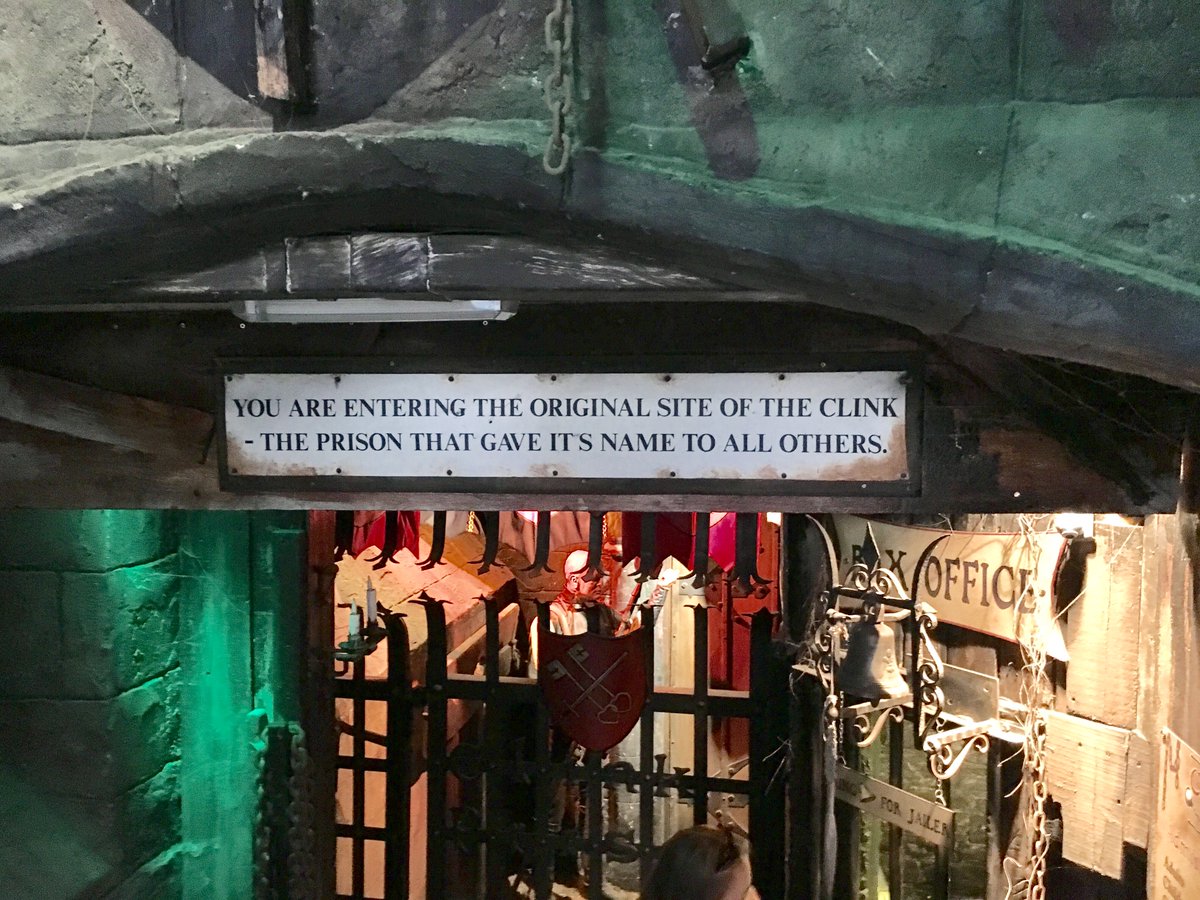 YOU ARE ENTERING THE ORIGINAL SITE OF THE CLINK
- THE PRISON THAT GAVE IT'S NAME TO ALL OTHERS.
OFFICE
FOR JAILER